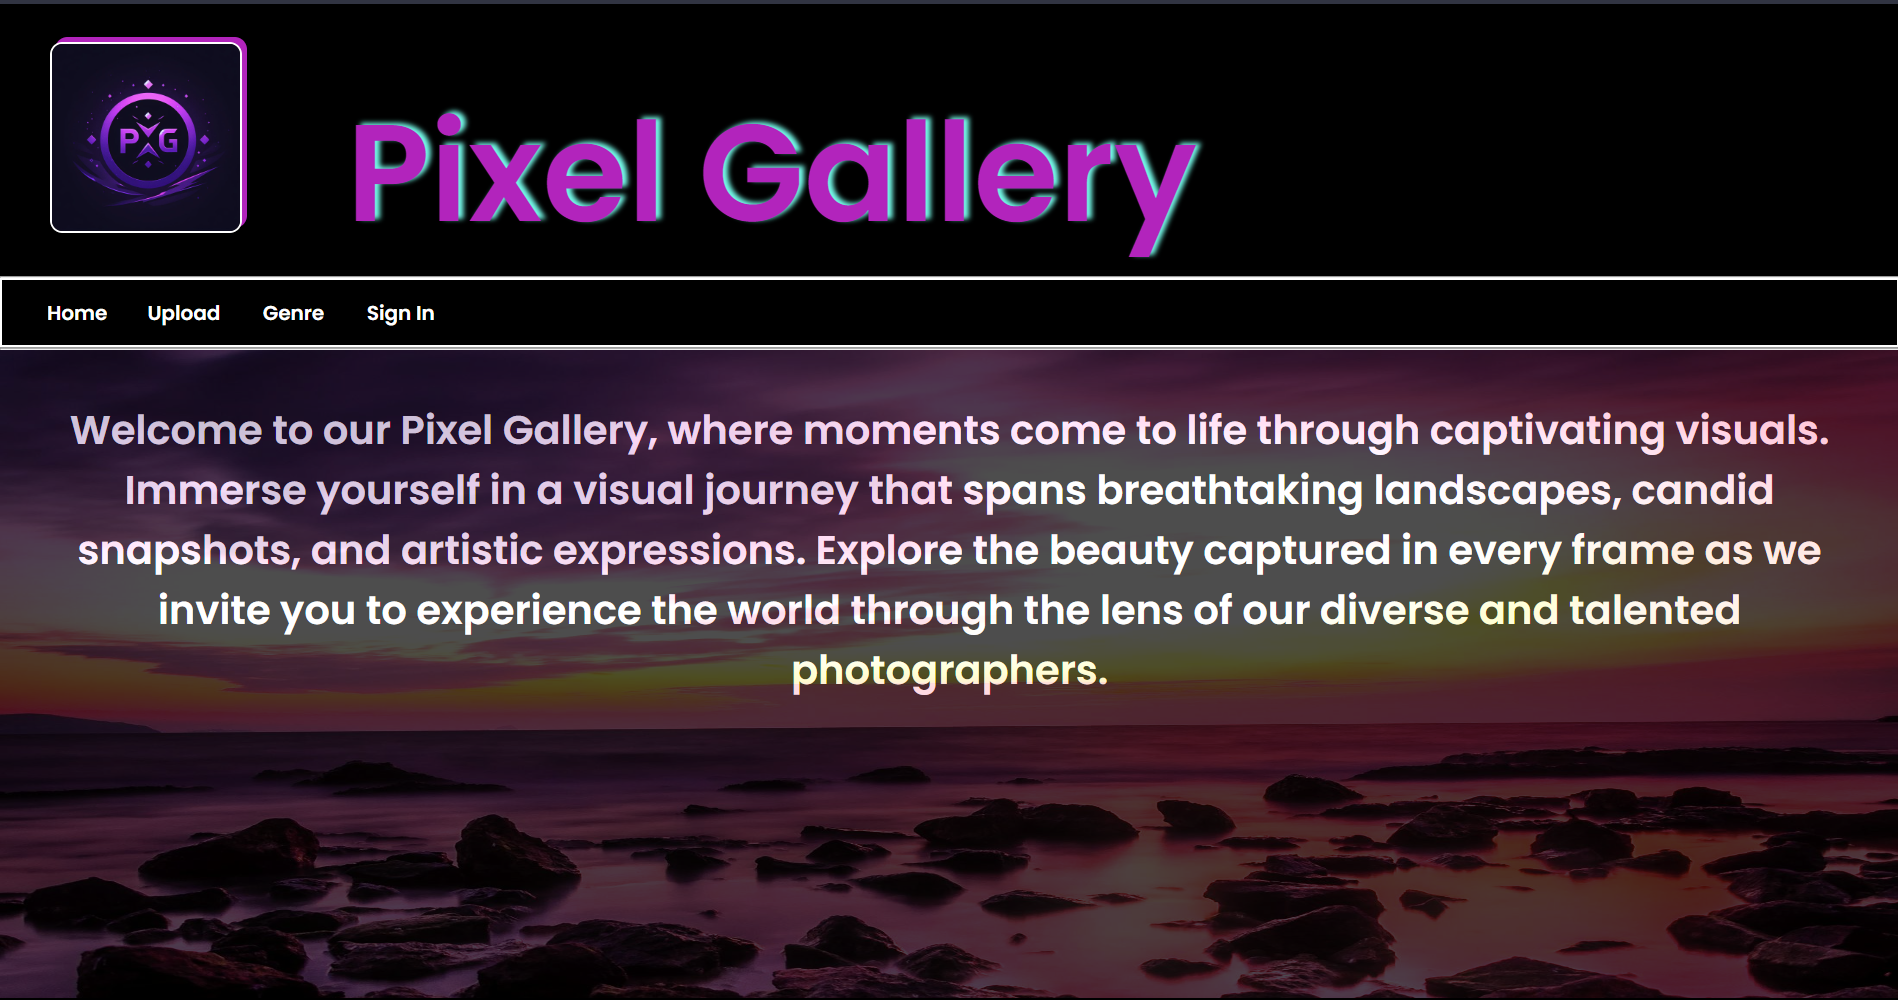 PXG
Pixel Gallery
Home Upload Genre Sign In
Welcome to our Pixel Gallery, where moments come to life through captivating visuals.
Immerse yourself in a visual journey that spans breathtaking landscapes, candid
snapshots, and artistic expressions. Explore the beauty captured in every frame as we
invite you to experience the world through the lens of our diverse and talented
photographers.